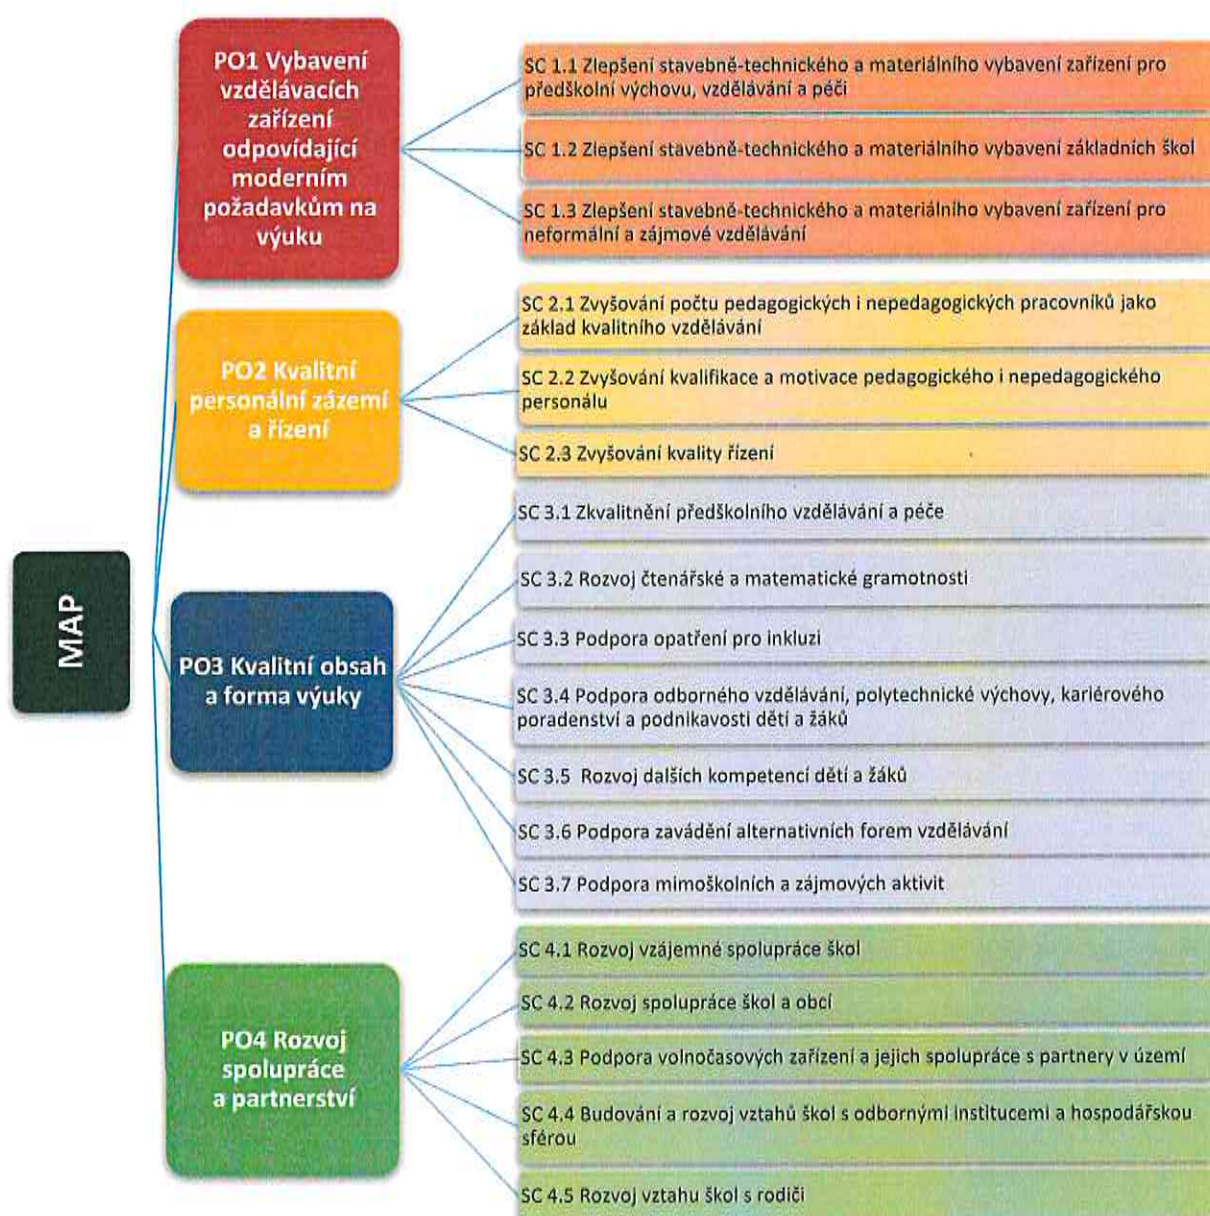 MAP
PO1 Vybavení
vzdělávacích
zařízení
odpovídající
moderním
požadavkům na
výuku
SC 1.1 Zlepšení stavebně-technického a materiálního vybavení zařízení pro
předškolní výchovu, vzdělávání a péči
SC 1.2 Zlepšení stavebně-technického a materiálního vybavení základních škol
SC 1.3 Zlepšení stavebně-technického a materiálního vybavení zařízení pro
neformální a zájmové vzdělávání
PO2 Kvalitní
personální zázemí
a řízení
SC 2.1 Zvyšování počtu pedagogických i nepedagogických pracovníků jako
základ kvalitního vzdělávání
SC 2.2 Zvyšování kvalifikace a motivace pedagogického i nepedagogického
personálu
SC 2.3 Zvyšování kvality řízení
PO3 Kvalitní obsah
a forma výuky
SC 3.1 Zkvalitnění předškolního vzdělávání a péče
SC 3.2 Rozvoj čtenářské a matematické gramotnosti
SC 3.3 Podpora opatření pro inkluzi
SC 3.4 Podpora odborného vzdělávání, polytechnické výchovy, kariérového
poradenství a podnikavosti dětí a žáků
SC 3.5 Rozvoj dalších kompetencí dětí a žáků
SC 3.6 Podpora zavádění alternativních forem vzdělávání
SC 3.7 Podpora mimoškolních a zájmových aktivit
PO4 Rozvoj
spolupráce
a partnerství
SC 4.1 Rozvoj vzájemné spolupráce škol
SC 4.2 Rozvoj spolupráce škol a obcí
SC 4.3 Podpora volnočasových zařízení a jejich spolupráce s partnery v území
SC 4.4 Budování a rozvoj vztahů škol s odbornými institucemi a hospodářskou
sférou
SC 4.5 Rozvoj vztahu škol s rodiči